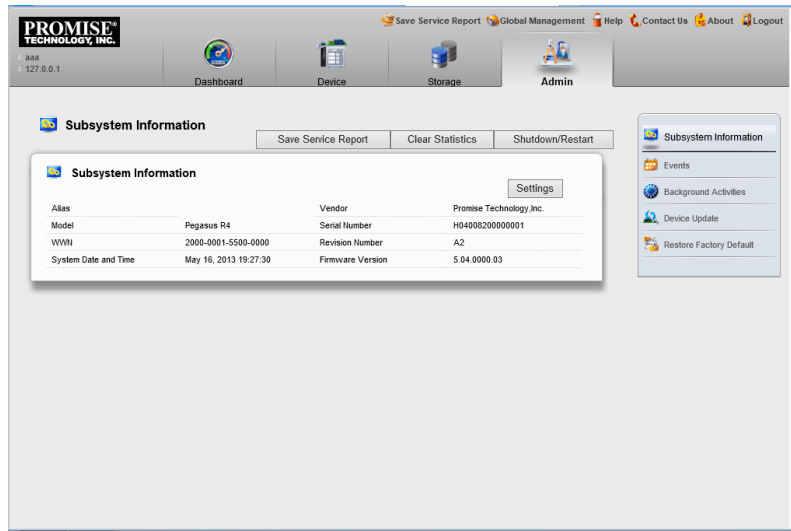 Save Service Report Global Management Help Contact Us About Logout
PROMISE®
TECHNOLOGY, INC.
aaa
127.0.0.1
Dashboard Device Storage Admin
Subsystem Information
Save Service Report Clear Statistics Shutdown/Restart
Subsystem Information
Settings
Alias Vendor Promise Technology,Inc.
Model Pegasus R4 Serial Number H04008200000001
WWN 2000-0001-5500-0000 Revision Number A2
System Date and Time May 16, 2013 19:27:30 Firmware Version 5.04.0000.03
Subsystem Information
Events
Background Activities
Device Update
Restore Factory Default